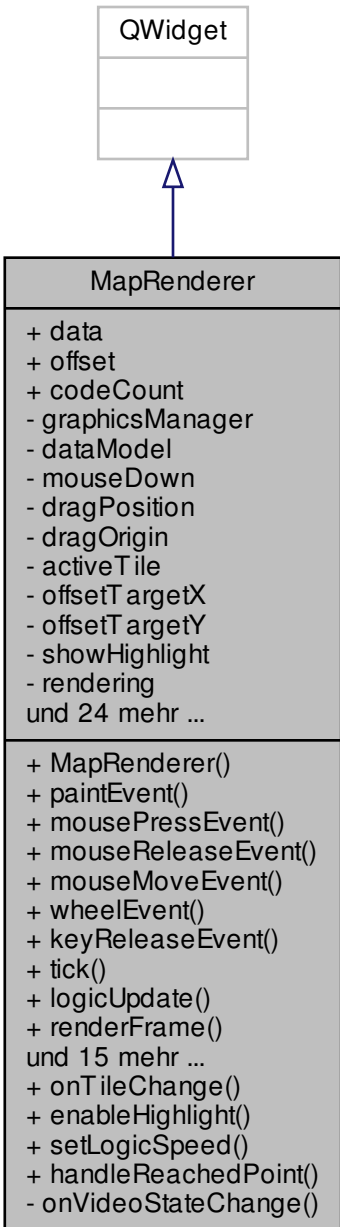 QWidget
MapRenderer
+ data
+ offset
+ codeCount
- graphicsManager
- dataModel
- mouseDown
- dragPosition
- dragOrigin
- activeTile
- offsetTargetX
- offsetTargetY
- showHighlight
- rendering
und 24 mehr ...
+ MapRenderer()
+ paintEvent()
+ mousePressEvent()
+ mouseReleaseEvent()
+ mouseMoveEvent()
+ wheelEvent()
+ keyReleaseEvent()
+ tick()
+ logicUpdate()
+ renderFrame()
und 15 mehr ...
+ onTileChange()
+ enableHighlight()
+ setLogicSpeed()
+ handleReachedPoint()
- onVideoStateChange()